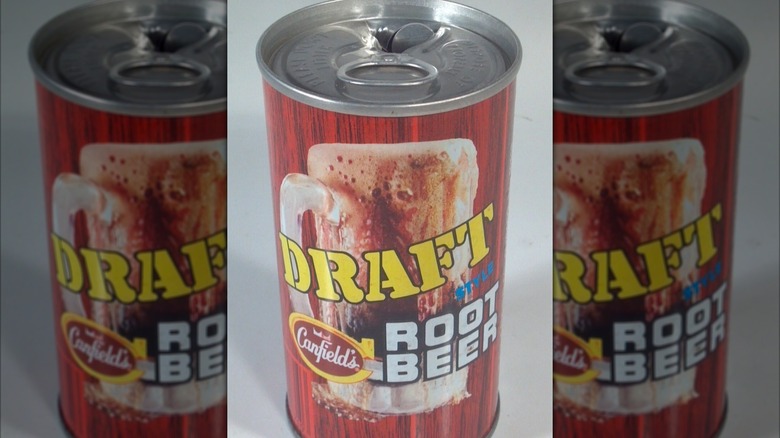 DRAFT
STYLE
Canfield's
ROOT
BEER